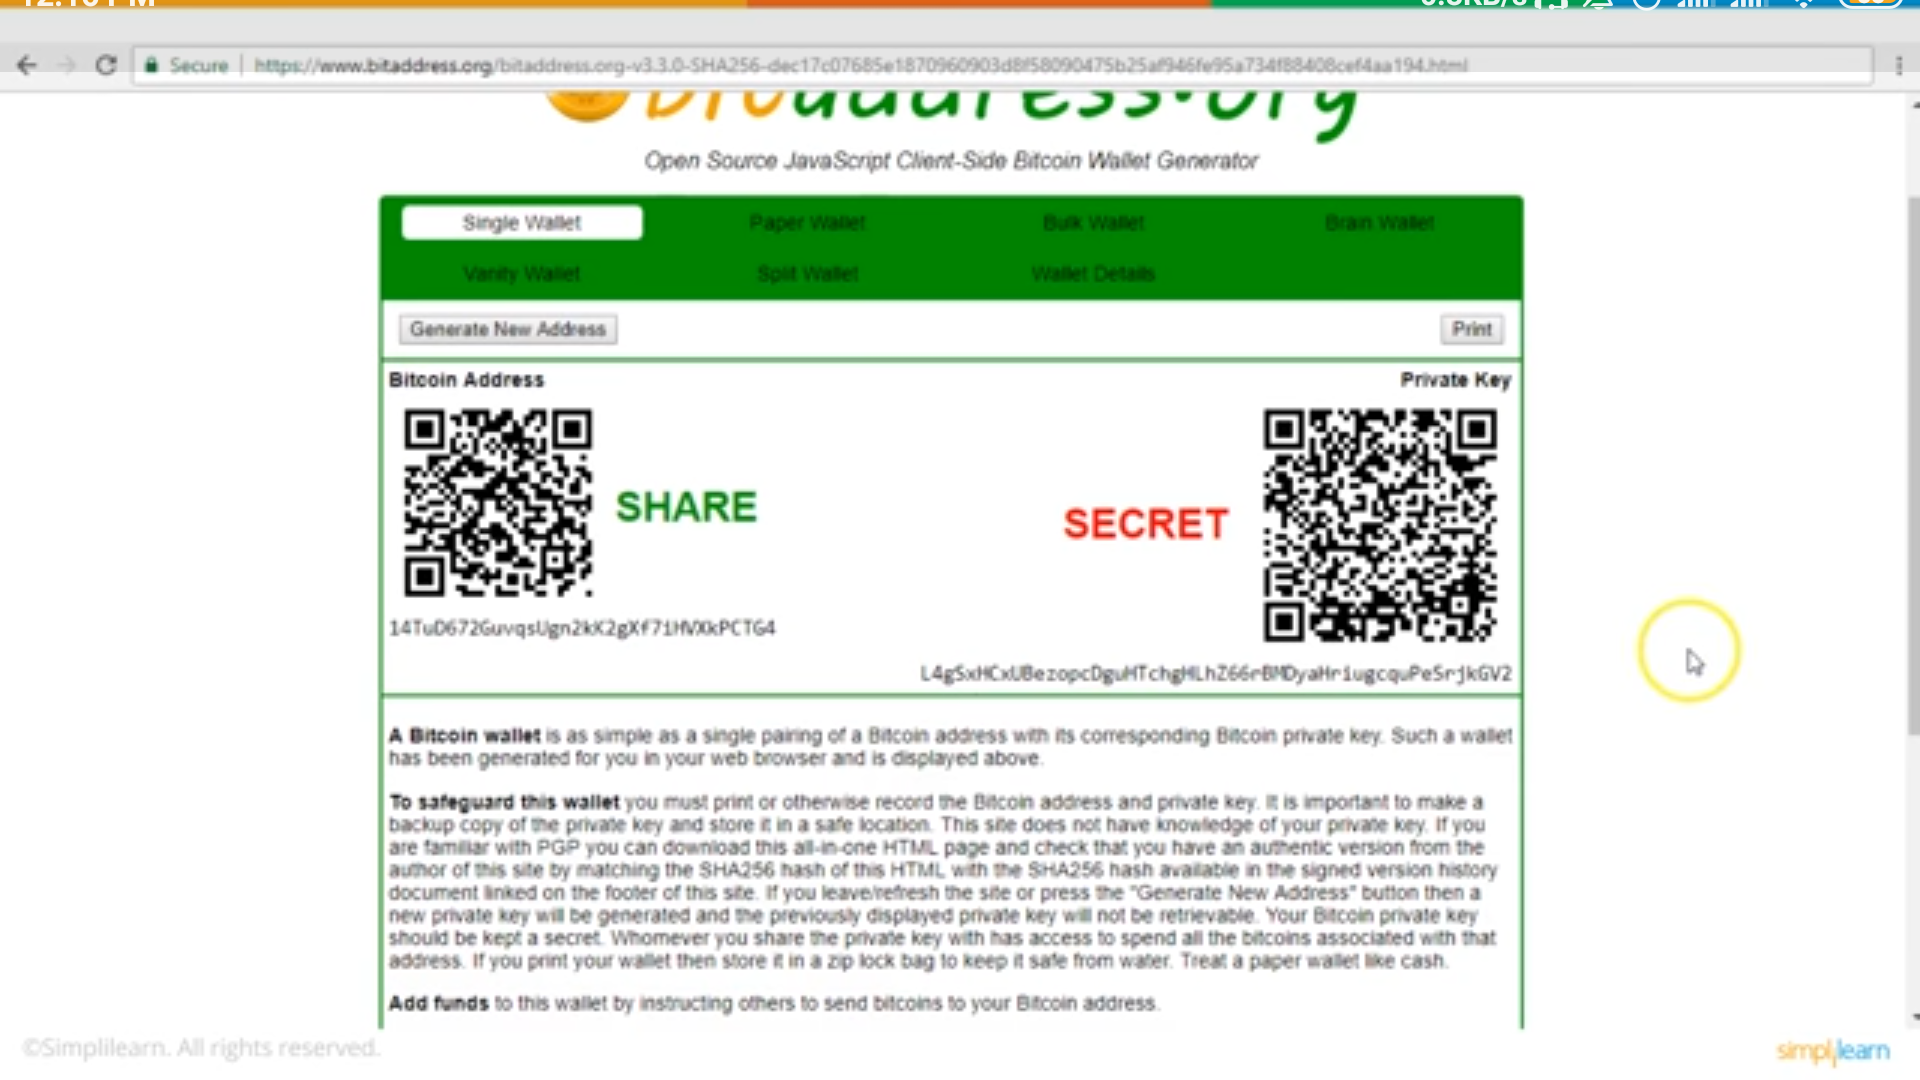 Secure https://www.bitaddress.org/bitaddress.org-v3.3.0-SHA256-dec17c07685e1870960903d8f58090475b25af946fe95a734f88408cef4aa194.html
bitaddress.org
Open Source JavaScript Client-Side Bitcoin Wallet Generator
Single Wallet Paper Wallet Bulk Wallet Brain Wallet
Vanity Wallet Split Wallet Wallet Details
Generate New Address Print
Bitcoin Address Private Key
SHARE SECRET
A Bitcoin wallet is as simple as a single pairing of a Bitcoin address with its corresponding Bitcoin private key. Such a wallet
has been generated for you in your web browser and is displayed above.
To safeguard this wallet you must print or otherwise record the Bitcoin address and private key. It is important to make a
backup copy of the private key and store it in a safe location. This site does not have knowledge of your private key. If you
are familiar with PGP you can download this all-in-one HTML page and check that you have an authentic version from the
author of this site by matching the SHA256 hash of this HTML with the SHA256 hash available in the signed version history
document linked on the footer of this site. If you leave/refresh the site or press the "Generate New Address" button then a
new private key will be generated and the previously displayed private key will not be retrievable. Your Bitcoin private key
should be kept a secret. Whomever you share the private key with has access to spend all the bitcoins associated with that
address. If you print your wallet then store it in a zip lock bag to keep it safe from water. Treat a paper wallet like cash.
Add funds to this wallet by instructing others to send bitcoins to your Bitcoin address.
©Simplilearn. All rights reserved.
simplilearn